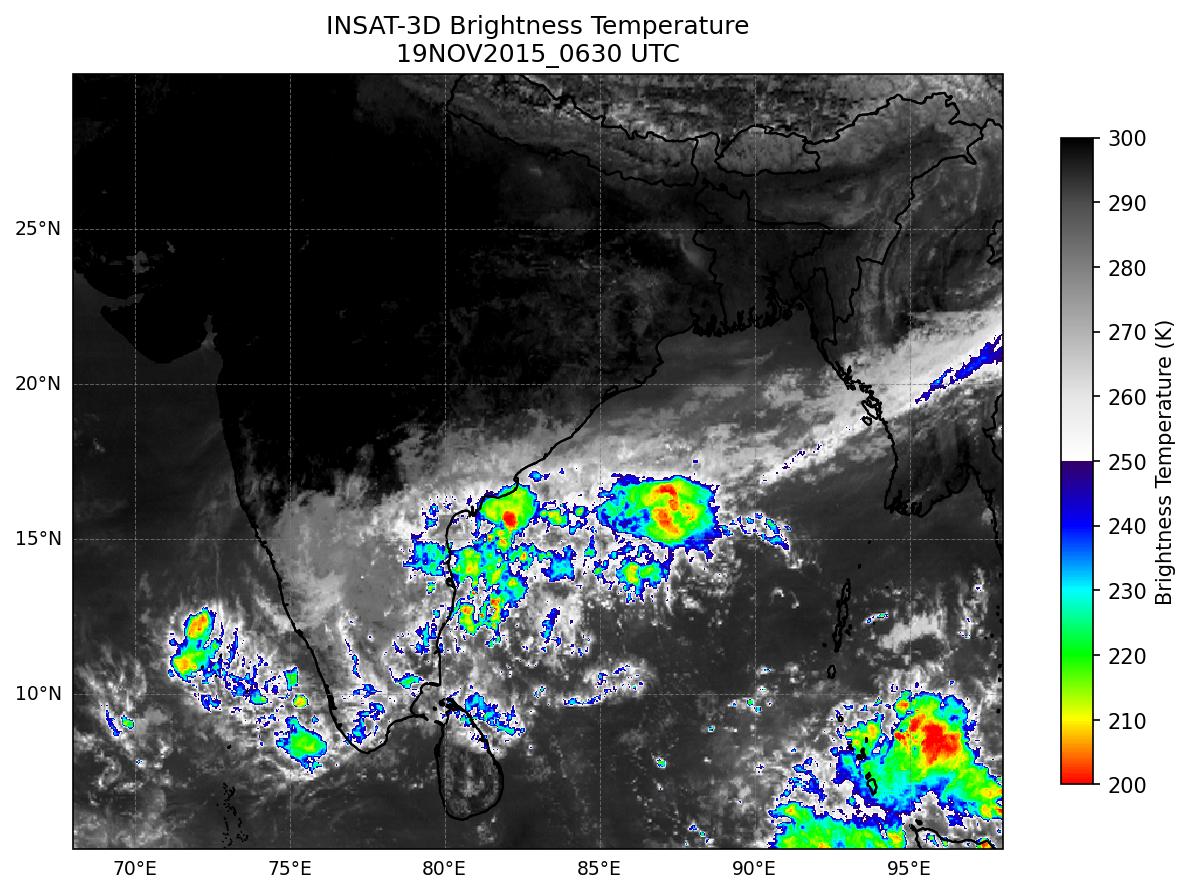 INSAT-3D Brightness Temperature
19NOV2015_0630 UTC
25°N
20°N
15°N
10°N
70°E
75°E
80°E
85°E
90°E
95°E
300
290
280
270
260
250
240
230
220
210
200
Brightness Temperature (K)